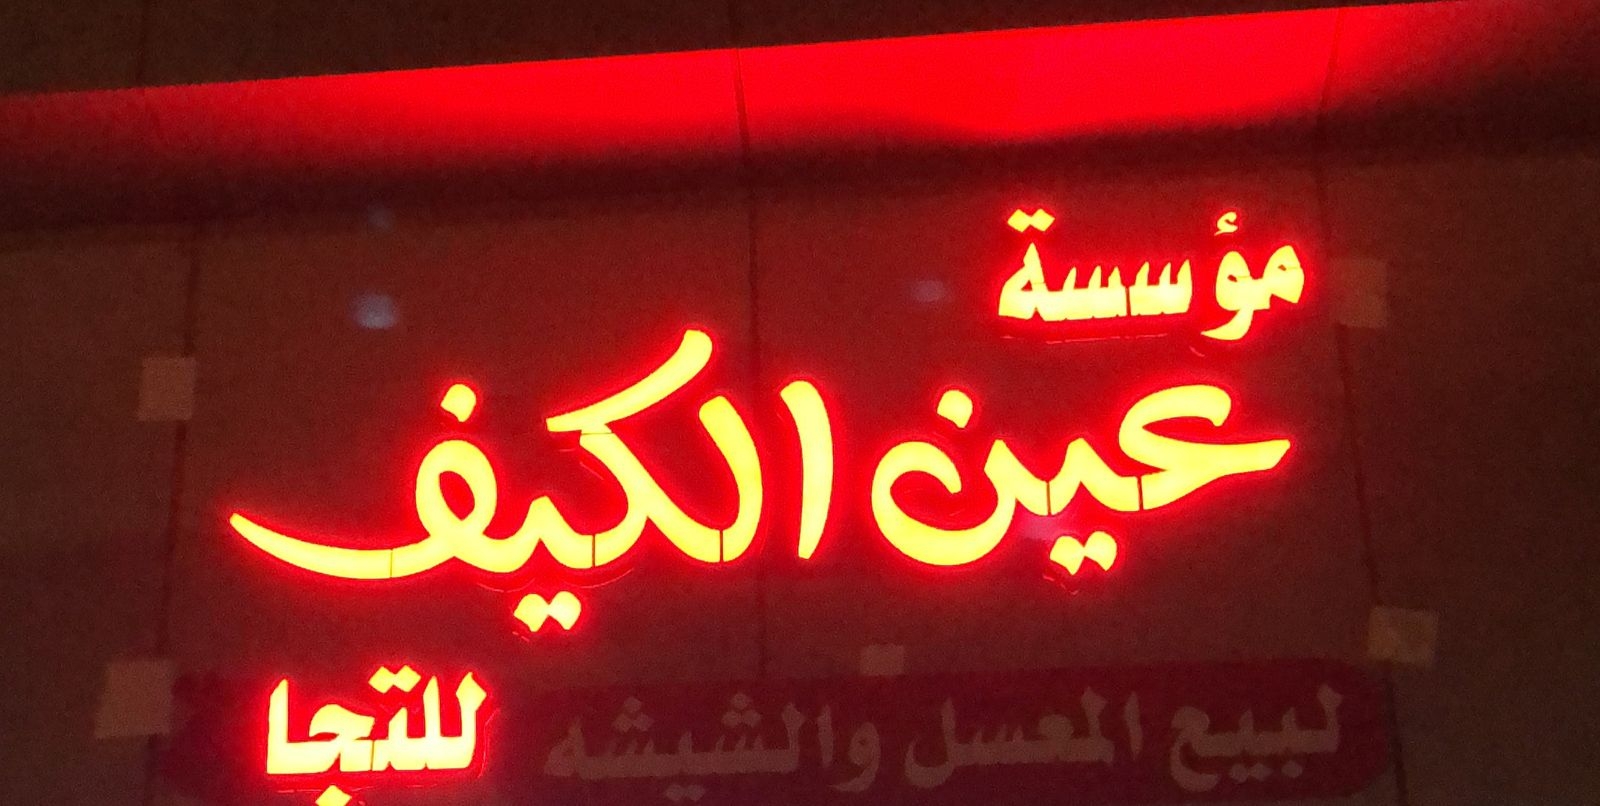 مؤسسة
عين الكيف
لبيع المعسل والشيشه
للتجا